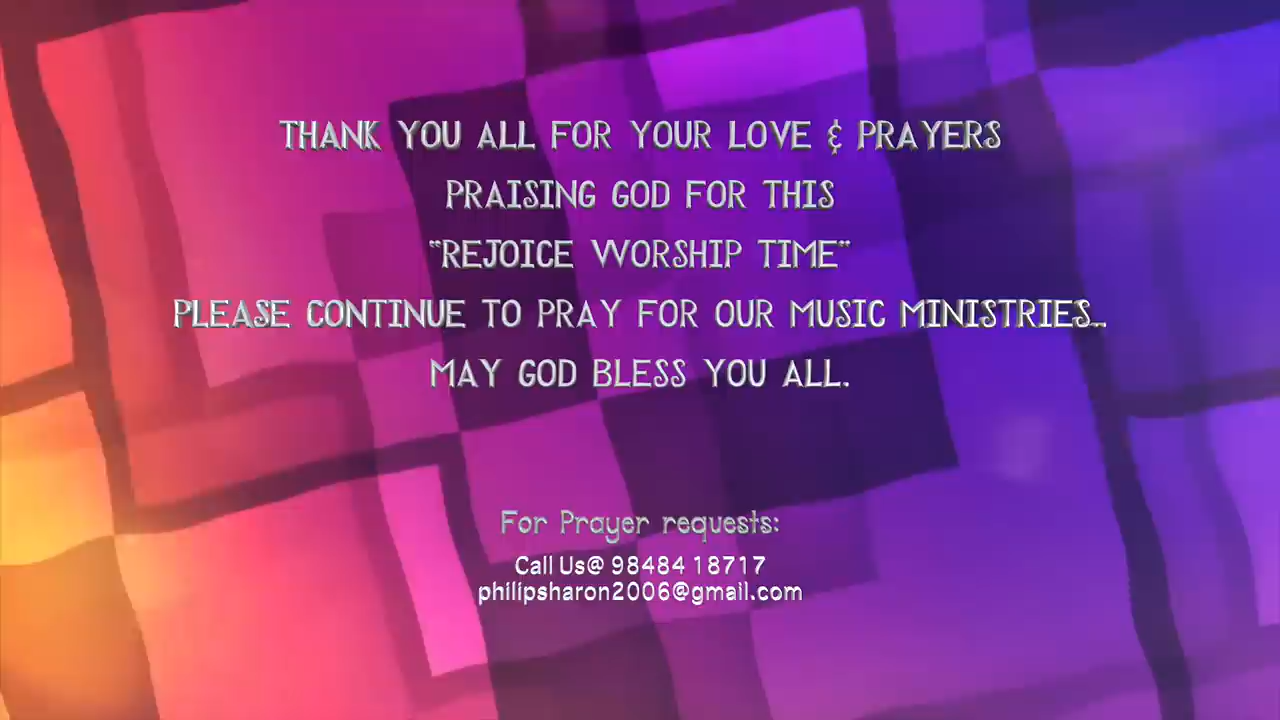 THANK YOU ALL FOR YOUR LOVE & PRAYERS
PRAISING GOD FOR THIS
"REJOICE WORSHIP TIME"
PLEASE CONTINUE TO PRAY FOR OUR MUSIC MINISTRIES..
MAY GOD BLESS YOU ALL.
For Prayer requests:
Call Us@ 98484 18717
philipsharon2006@gmail.com